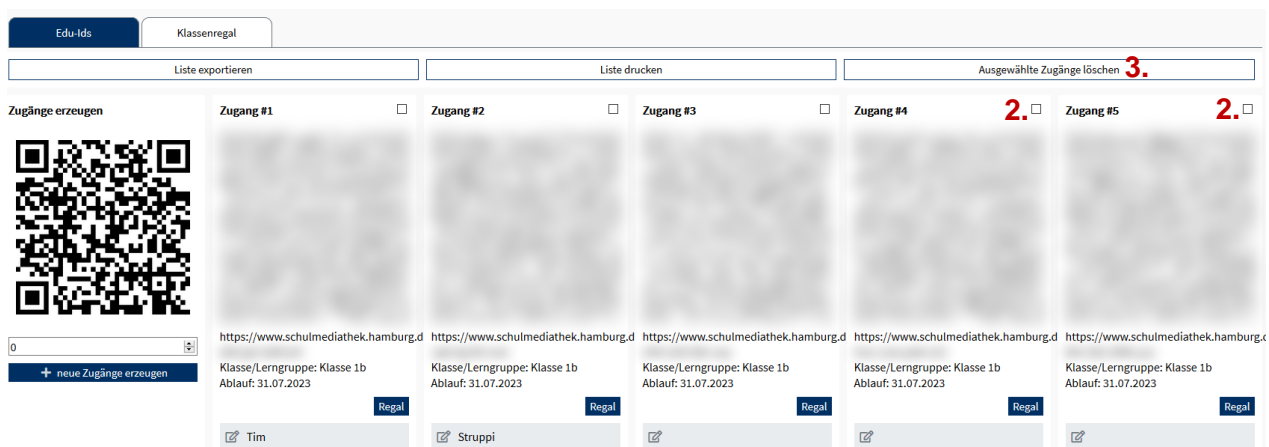 Edu-Ids
Klassenregal
Liste exportieren
Liste drucken
Ausgewählte Zugänge löschen 3.
Zugänge erzeugen
0
+ neue Zugänge erzeugen
Zugang #1
https://www.schulmediathek.hamburg.d
Klasse/Lerngruppe: Klasse 1b
Ablauf: 31.07.2023
Regal
Tim
Zugang #2
https://www.schulmediathek.hamburg.d
Klasse/Lerngruppe: Klasse 1b
Ablauf: 31.07.2023
Regal
Struppi
Zugang #3
https://www.schulmediathek.hamburg.d
Klasse/Lerngruppe: Klasse 1b
Ablauf: 31.07.2023
Regal
Zugang #4 2.
https://www.schulmediathek.hamburg.d
Klasse/Lerngruppe: Klasse 1b
Ablauf: 31.07.2023
Regal
Zugang #5 2.
https://www.schulmediathek.hamburg.d
Klasse/Lerngruppe: Klasse 1b
Ablauf: 31.07.2023
Regal